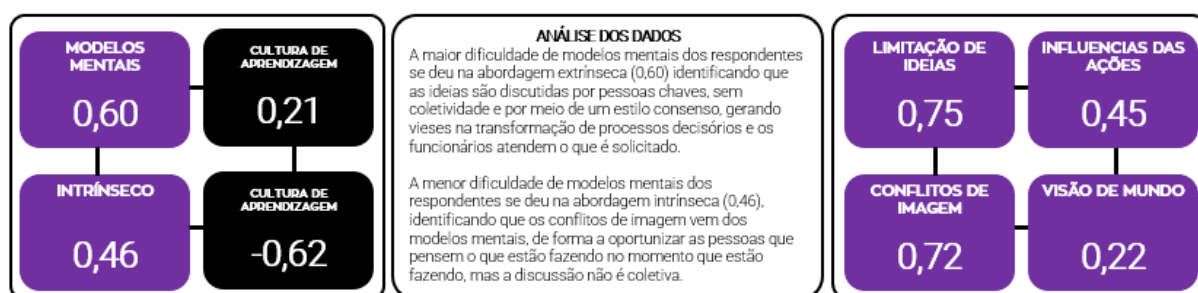 MODELOS
MENTAIS
0,60
CULTURA DE
APRENDIZAGEM
0,21
INTRÍNSECO
0,46
CULTURA DE
APRENDIZAGEM
-0,62
ANÁLISE DOS DADOS
A maior dificuldade de modelos mentais dos respondentes
se deu na abordagem extrínseca (0,60) identificando que
as ideias são discutidas por pessoas chaves, sem
coletividade e por meio de um estilo consenso, gerando
vieses na transformação de processos decisórios e os
funcionários atendem o que é solicitado.
A menor dificuldade de modelos mentais dos
respondentes se deu na abordagem intrínseca (0,46),
identificando que os conflitos de imagem vem dos
modelos mentais, de forma a oportunizar as pessoas que
pensem o que estão fazendo no momento que estão
fazendo, mas a discussão não é coletiva.
LIMITAÇÃO DE
IDEIAS
0,75
INFLUENCIAS DAS
AÇÕES
0,45
CONFLITOS DE
IMAGEM
0,72
VISÃO DE MUNDO
0,22